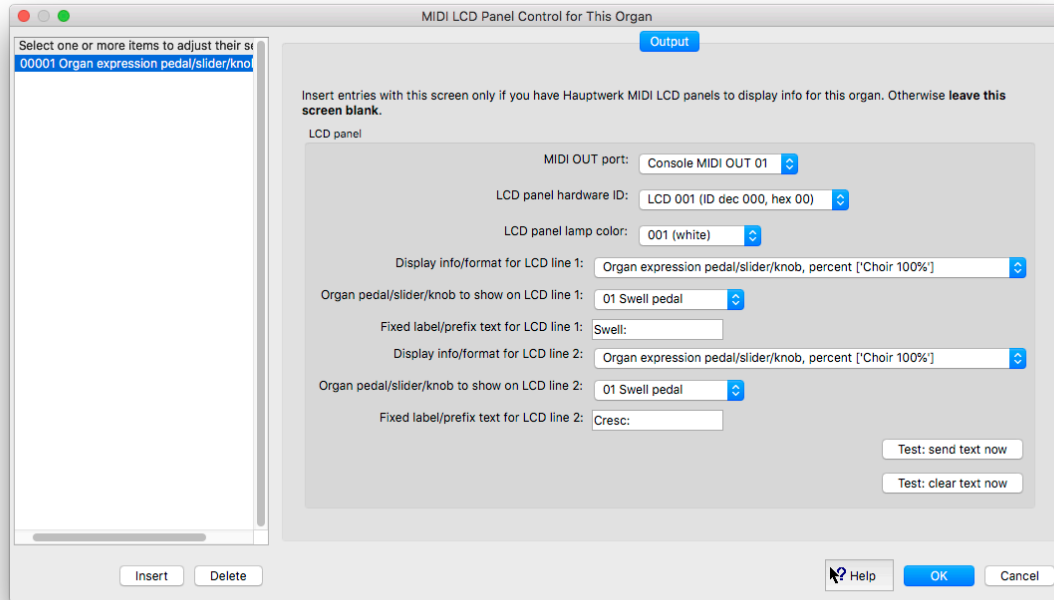 MIDI LCD Panel Control for This Organ
Select one or more items to adjust their se
00001 Organ expression pedal/slider/kno
Output
Insert entries with this screen only if you have Hauptwerk MIDI LCD panels to display info for this organ. Otherwise leave this
screen blank.
LCD panel
MIDI OUT port: Console MIDI OUT 01
LCD panel hardware ID: LCD 001 (ID dec 000, hex 00)
LCD panel lamp color: 001 (white)
Display info/format for LCD line 1: Organ expression pedal/slider/knob, percent ['Choir 100%']
Organ pedal/slider/knob to show on LCD line 1: 01 Swell pedal
Fixed label/prefix text for LCD line 1: Swell:
Display info/format for LCD line 2: Organ expression pedal/slider/knob, percent ['Choir 100%']
Organ pedal/slider/knob to show on LCD line 2: 01 Swell pedal
Fixed label/prefix text for LCD line 2: Cresc:
Test: send text now
Test: clear text now
Insert Delete ? Help OK Cancel